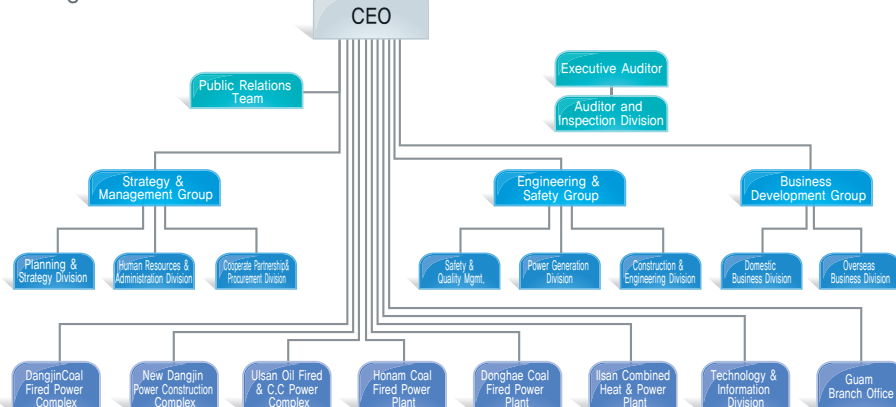 CEO
Public Relations
Team
Executive Auditor
Auditor and
Inspection Division
Strategy &
Management Group
Engineering &
Safety Group
Business
Development Group
Planning &
Strategy Division
Human Resources &
Administration Division
Cooperate Partnership&
Procurement Division
Safety &
Quality Mgmt,
Power Generation
Division
Construction &
Engineering Division
Domestic
Business Division
Overseas
Business Division
DangjinCoal
Fired Power
Complex
New Dangjin
Power Construction
Complex
Ulsan Oil Fired
& C.C Power
Complex
Honam Coal
Fired Power
Plant
Donghae Coal
Fired Power
Plant
Ilsan Combined
Heat & Power
Plant
Technology &
Information
Division
Guam
Branch Office